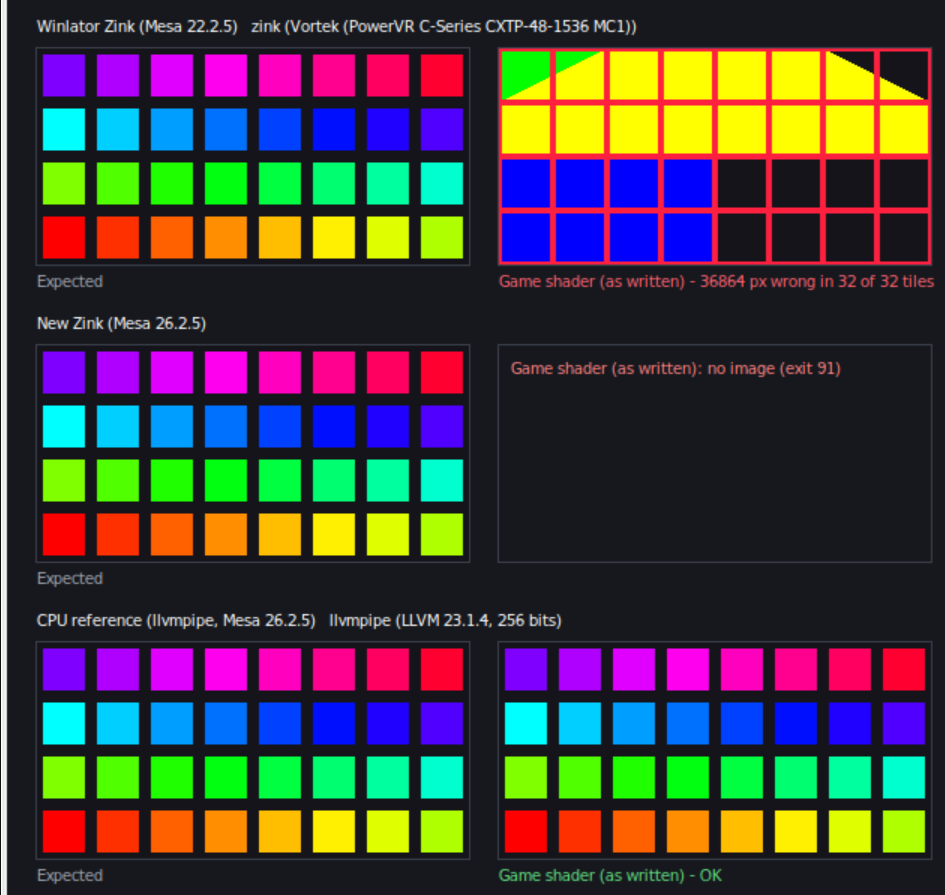 Winlator Zink (Mesa 22.2.5) zink (Vortek (PowerVR C-Series CXTP-48-1536 MC1))
Expected
Game shader (as written) - 36864 px wrong in 32 of 32 tiles
New Zink (Mesa 26.2.5)
Game shader (as written): no image (exit 91)
Expected
CPU reference (llvmpipe, Mesa 26.2.5) llvmpipe (LLVM 23.1.4, 256 bits)
Expected
Game shader (as written) - OK